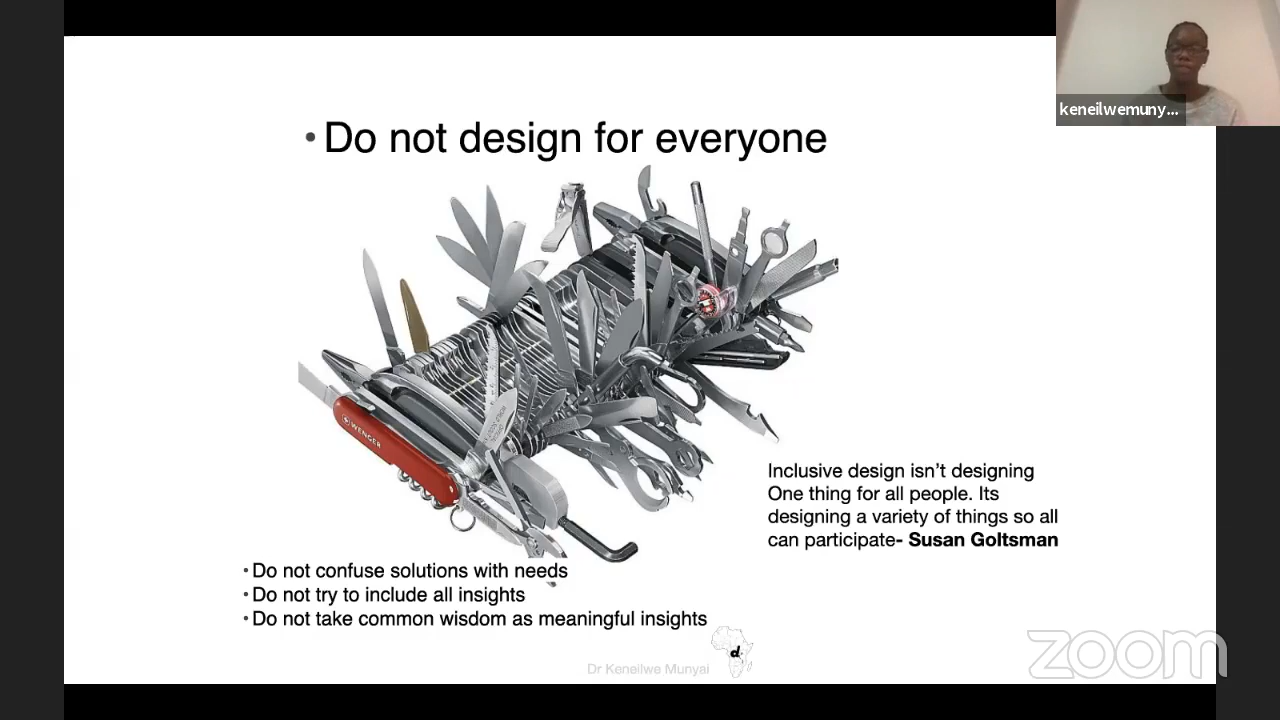 keneilwemuny...
• Do not design for everyone
WENGER
Inclusive design isn’t designing
One thing for all people. Its
designing a variety of things so all
can participate- Susan Goltsman
• Do not confuse solutions with needs
• Do not try to include all insights
• Do not take common wisdom as meaningful insights
d.
Dr Keneilwe Munyai
zoom